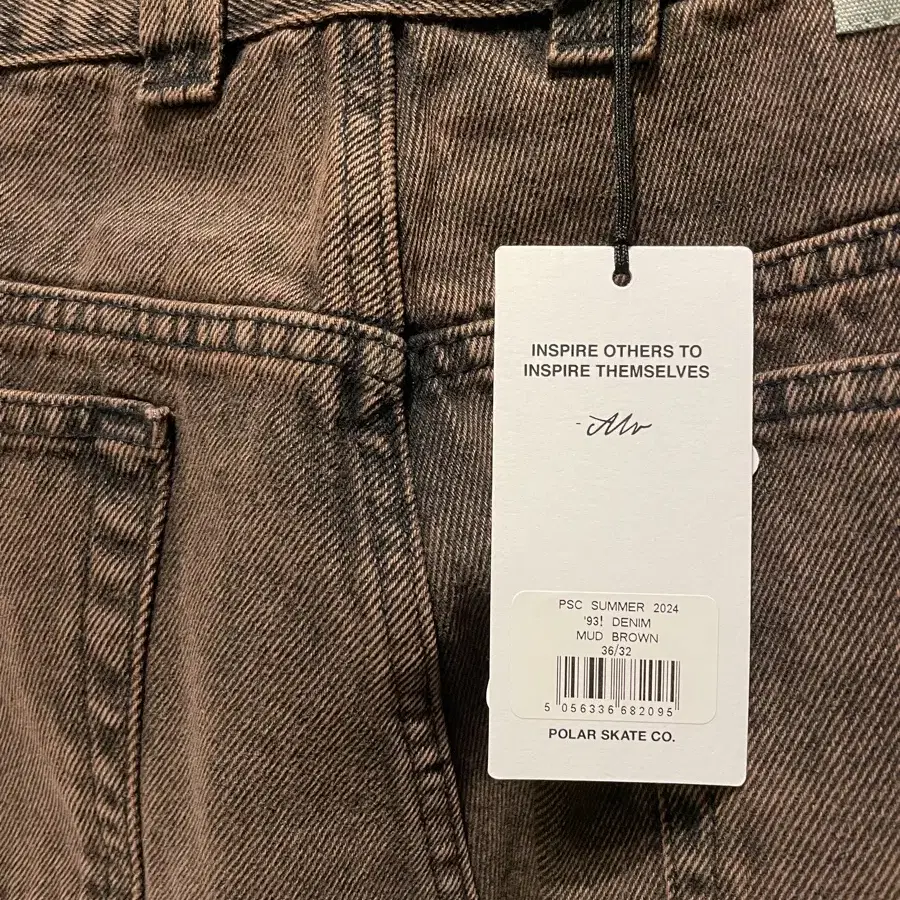 INSPIRE OTHERS TO
INSPIRE THEMSELVES
PSC SUMMER 2024
'93! DENIM
MUD BROWN
36/32
5 056336 682095
POLAR SKATE CO.